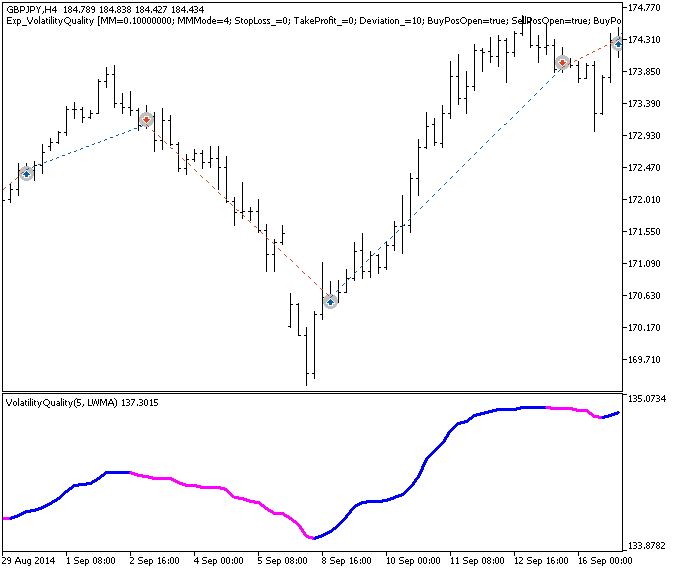 GBPJPY,H4 184.789 184.838 184.427 184.434
Exp_VolatilityQuality [MM=0.10000000; MMMode=4; StopLoss_=0; TakeProfit_=0; Deviation_=10; BuyPosOpen=true; SellPosOpen=true; BuyPo
174.770
174.310
173.850
173.390
172.930
172.470
172.010
171.550
171.090
170.630
170.170
169.710
VolatilityQuality(5, LWMA) 137.3015
135.0734
133.8782
29 Aug 2014
1 Sep 08:00
2 Sep 16:00
4 Sep 00:00
5 Sep 08:00
8 Sep 16:00
10 Sep 00:00
11 Sep 08:00
12 Sep 16:00
16 Sep 00:00